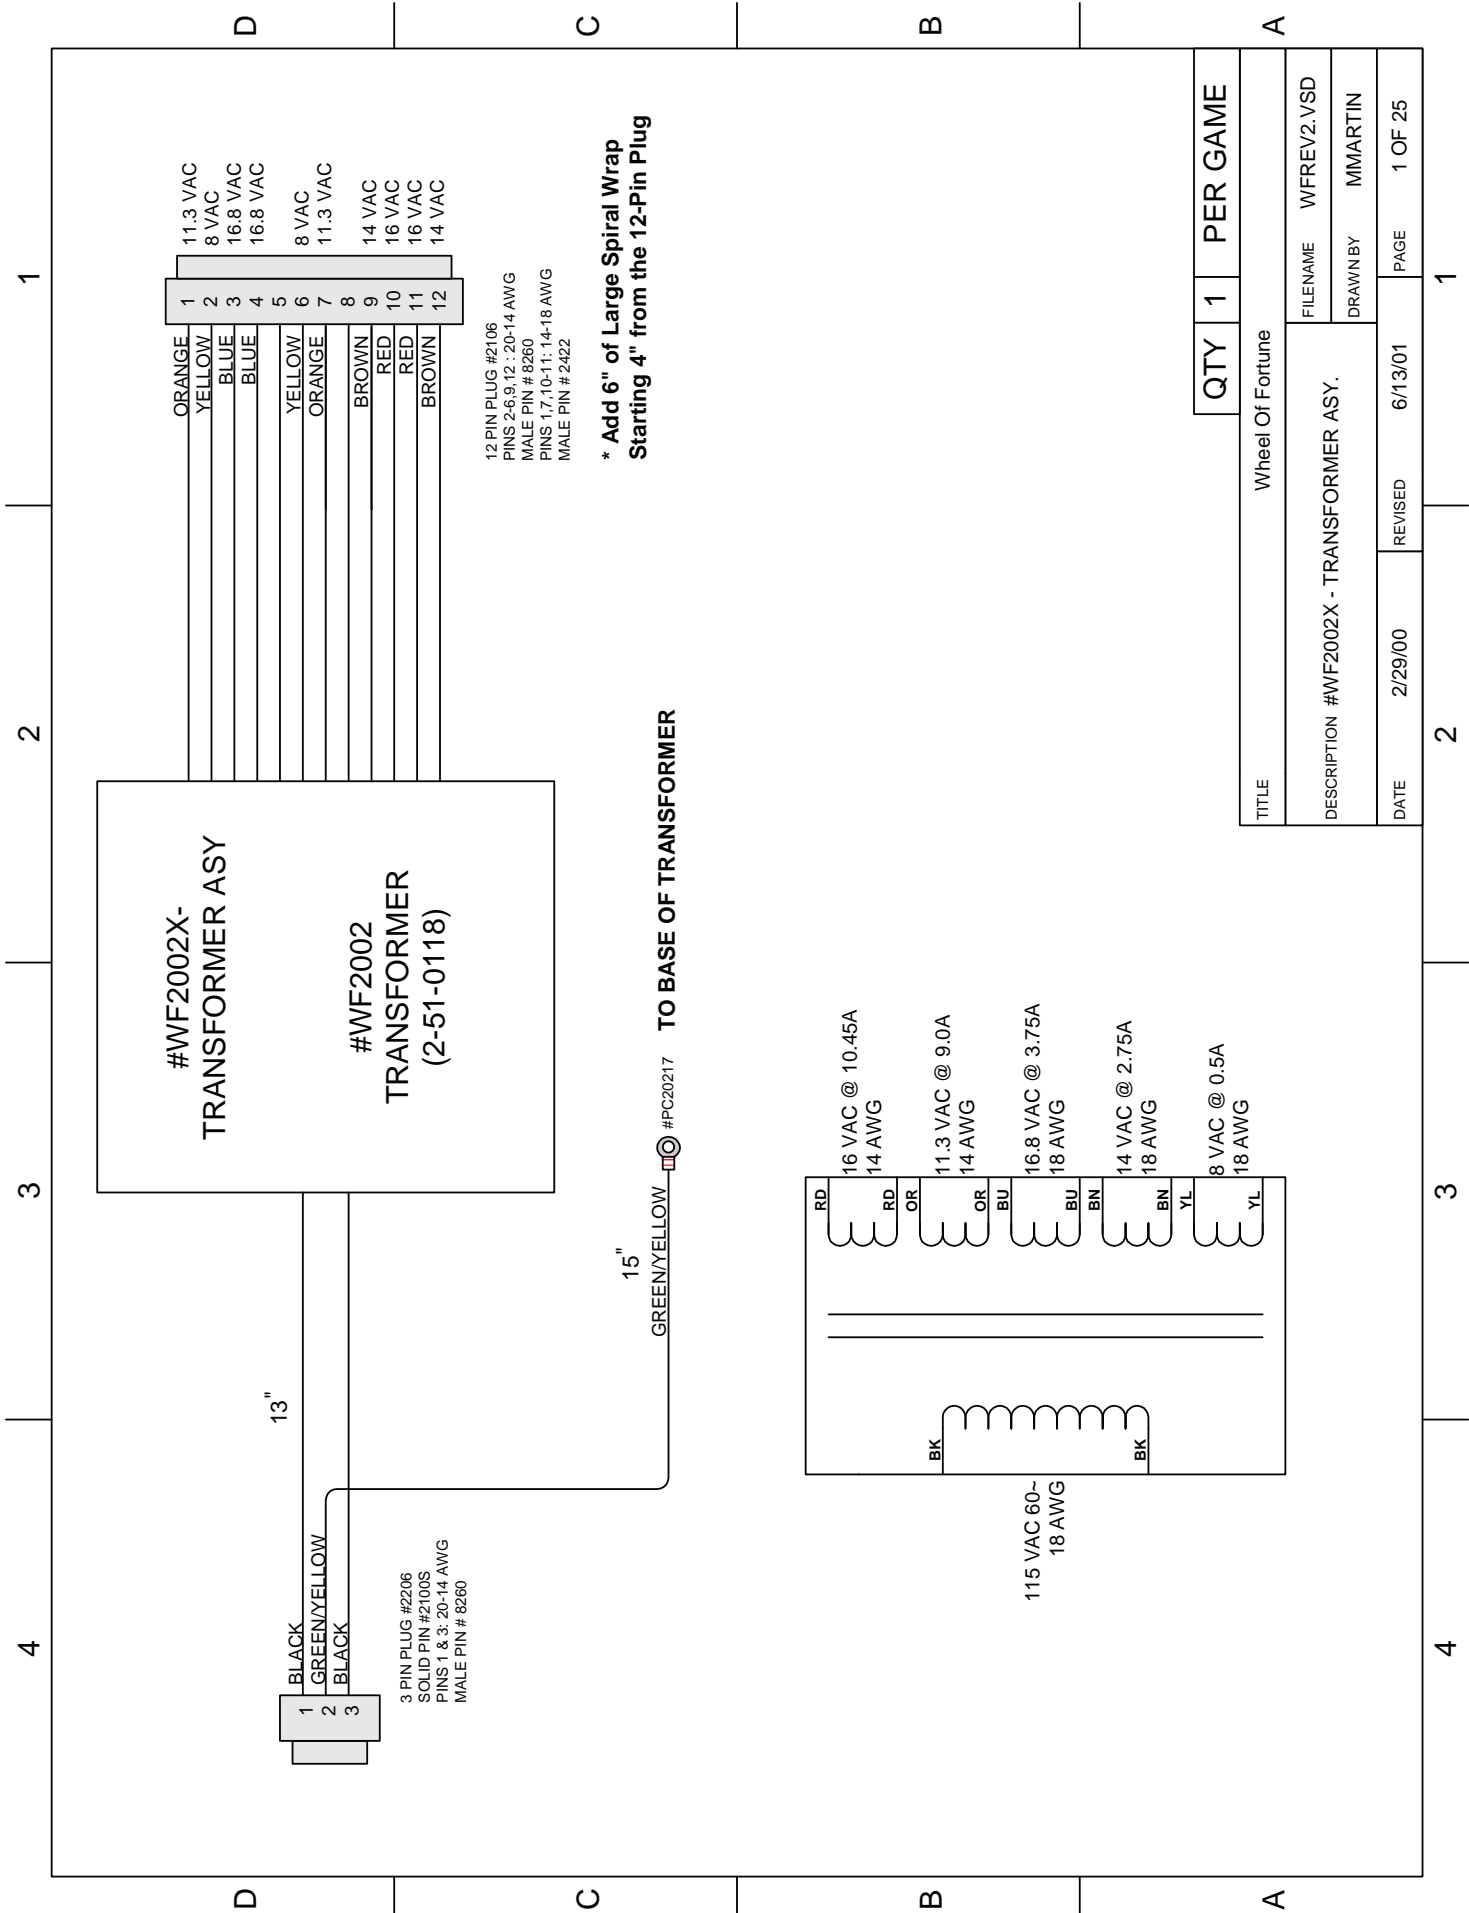 4
3
2
1
D
C
B
A
#WF2002X-
TRANSFORMER ASY
#WF2002
TRANSFORMER
(2-51-0118)
13"
BLACK
GREEN/YELLOW
BLACK
1
2
3
3 PIN PLUG #2206
SOLID PIN #2100S
PINS 1 & 3: 20-14 AWG
MALE PIN # 8260
15"
GREEN/YELLOW
#PC20217
TO BASE OF TRANSFORMER
ORANGE 1 11.3 VAC
YELLOW 2 8 VAC
BLUE 3 16.8 VAC
BLUE 4 16.8 VAC
5
YELLOW 6 8 VAC
ORANGE 7 11.3 VAC
8
BROWN 9 14 VAC
RED 10 16 VAC
RED 11 16 VAC
BROWN 12 14 VAC
12 PIN PLUG #2106
PINS 2-6,9,12 : 20-14 AWG
MALE PIN # 8260
PINS 1,7,10-11: 14-18 AWG
MALE PIN # 2422
* Add 6" of Large Spiral Wrap
Starting 4" from the 12-Pin Plug
115 VAC 60~
18 AWG
BK
BK
RD
RD
16 VAC @ 10.45A
14 AWG
OR
OR
11.3 VAC @ 9.0A
14 AWG
BU
BU
16.8 VAC @ 3.75A
18 AWG
BN
BN
14 VAC @ 2.75A
18 AWG
YL
YL
8 VAC @ 0.5A
18 AWG
QTY 1 PER GAME
TITLE Wheel Of Fortune
DESCRIPTION #WF2002X - TRANSFORMER ASY.
FILENAME WFREV2.VSD
DRAWN BY MMARTIN
DATE 2/29/00 REVISED 6/13/01 PAGE 1 OF 25
D
C
B
A
4
3
2
1